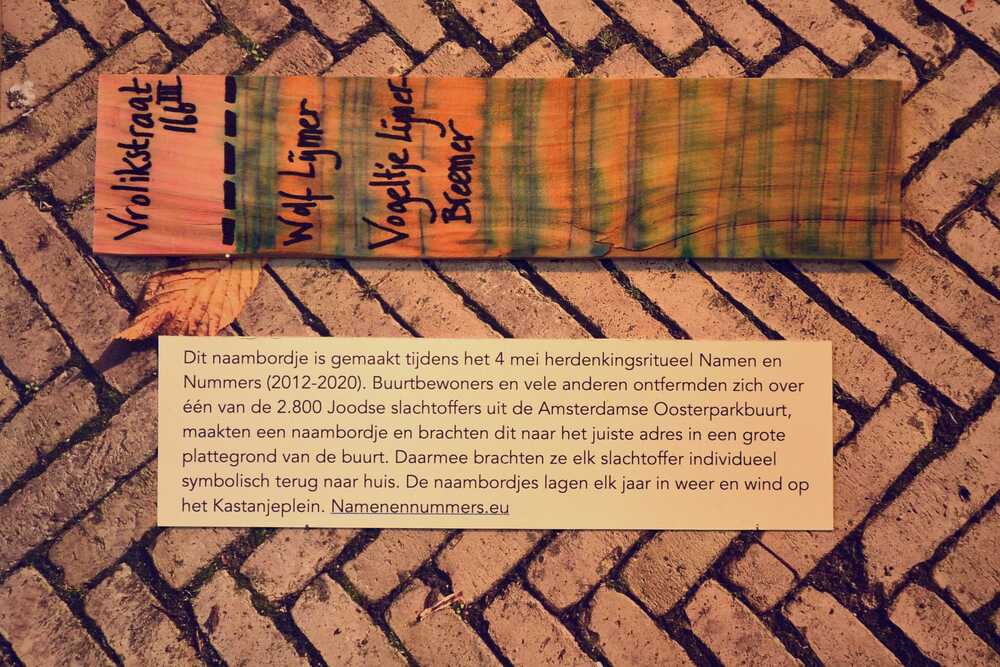 Vrolikstraat
166 III
Wolf Lijmer
Vogeltje Lijmer
Breemer
Dit naambordje is gemaakt tijdens het 4 mei herdenkingsritueel Namen en
Nummers (2012-2020). Buurtbewoners en vele anderen ontfermden zich over
één van de 2.800 Joodse slachtoffers uit de Amsterdamse Oosterparkbuurt,
maakten een naambordje en brachten dit naar het juiste adres in een grote
plattegrond van de buurt. Daarmee brachten ze elk slachtoffer individueel
symbolisch terug naar huis. De naambordjes lagen elk jaar in weer en wind op
het Kastanjeplein. Namenennummers.eu